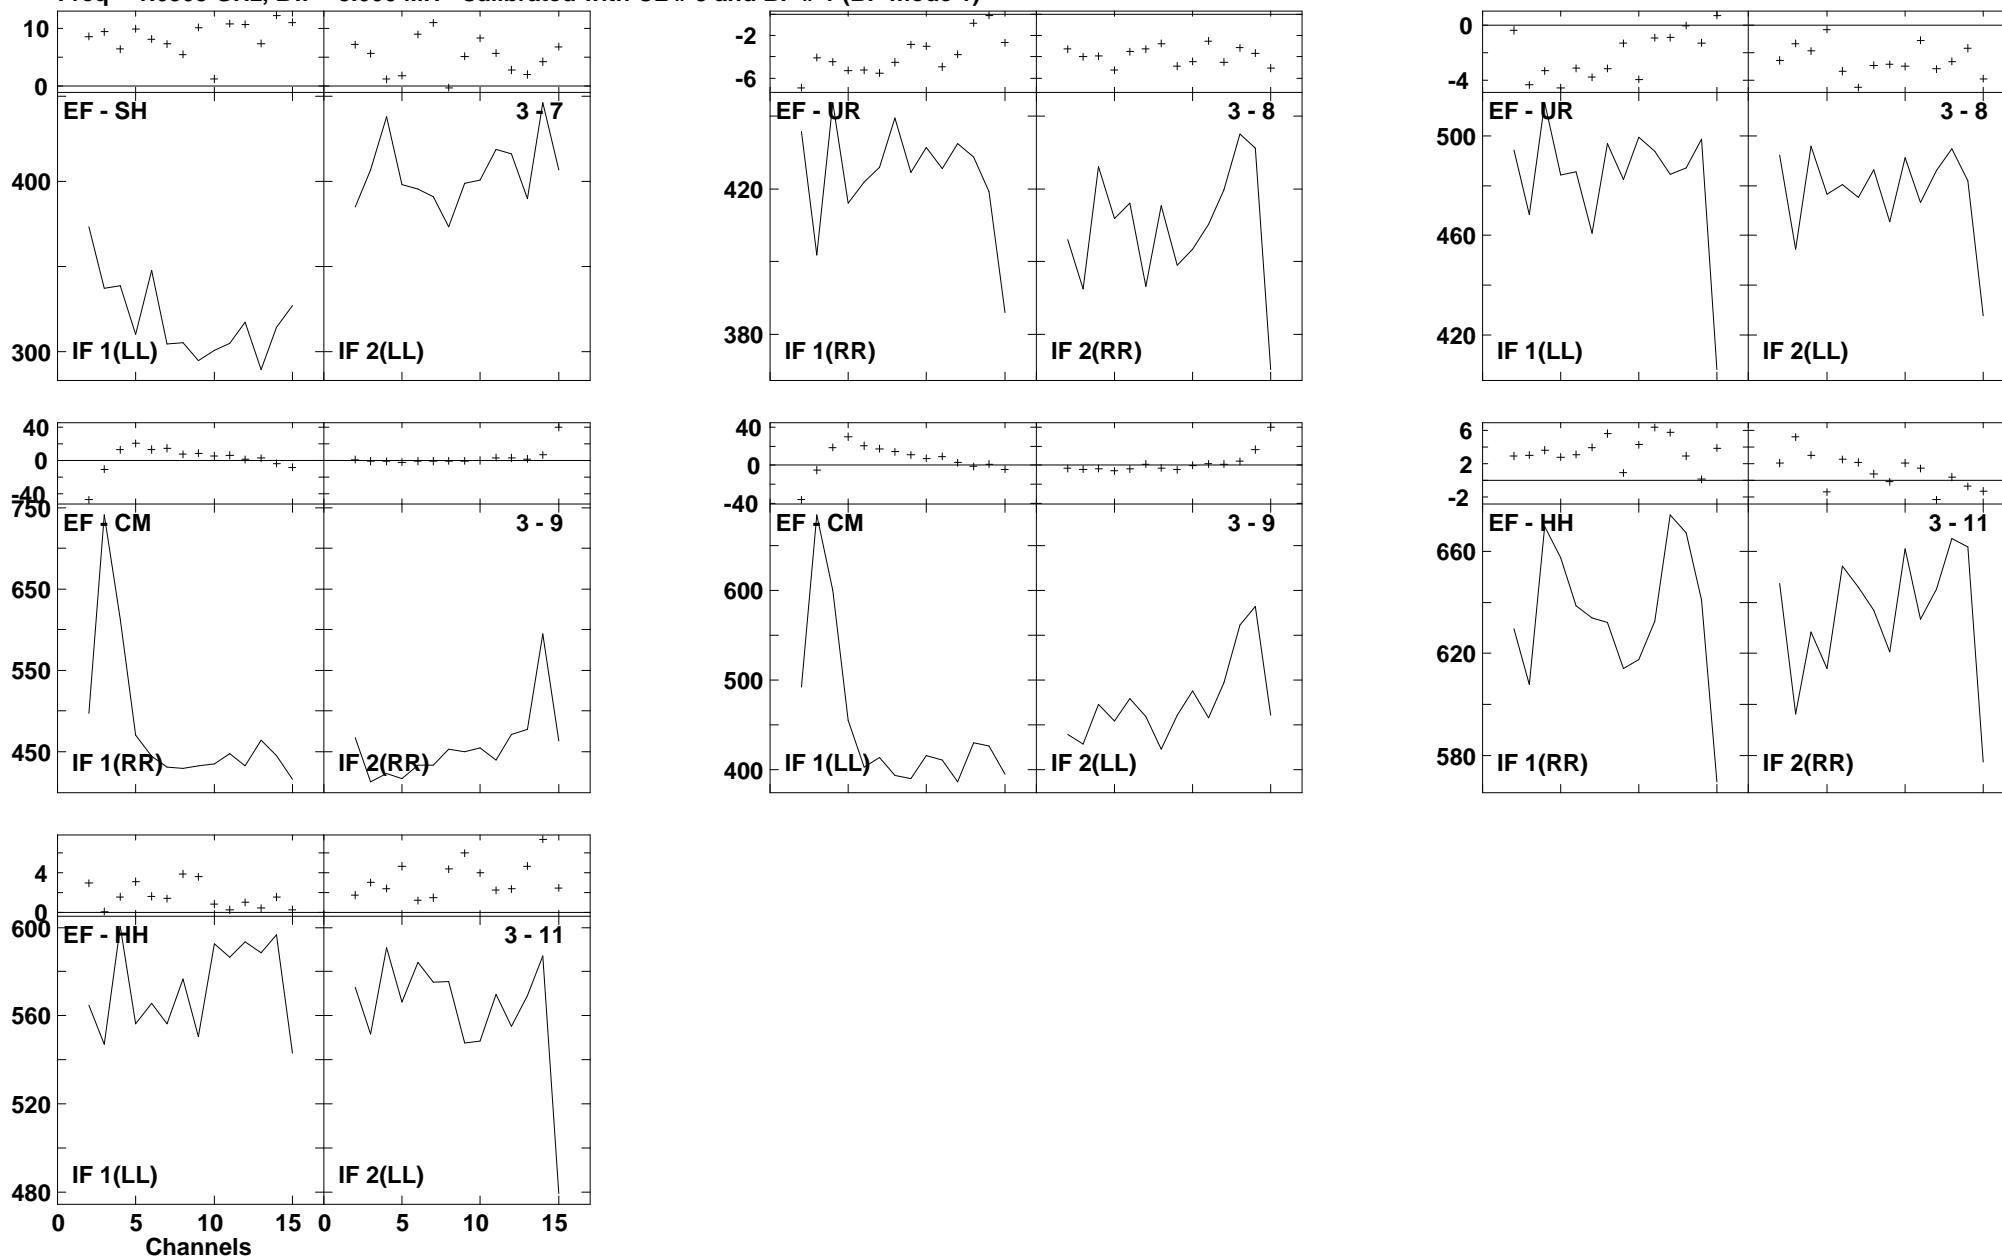 10
0
EF - SH
3 - 7
400
300
IF 1(LL)
IF 2(LL)
-2
-6
EF - UR
3 - 8
420
380
IF 1(RR)
IF 2(RR)
0
-4
EF - UR
3 - 8
500
460
420
IF 1(LL)
IF 2(LL)
40
0
-40
750
EF - CM
3 - 9
650
550
450
IF 1(RR)
IF 2(RR)
40
0
-40
EF - CM
3 - 9
600
500
400
IF 1(LL)
IF 2(LL)
6
2
-2
EF - HH
3 - 11
660
620
580
IF 1(RR)
IF 2(RR)
4
0
600
EF - HH
3 - 11
560
520
480
IF 1(LL)
IF 2(LL)
0 5 10 15 0 5 10 15
Channels